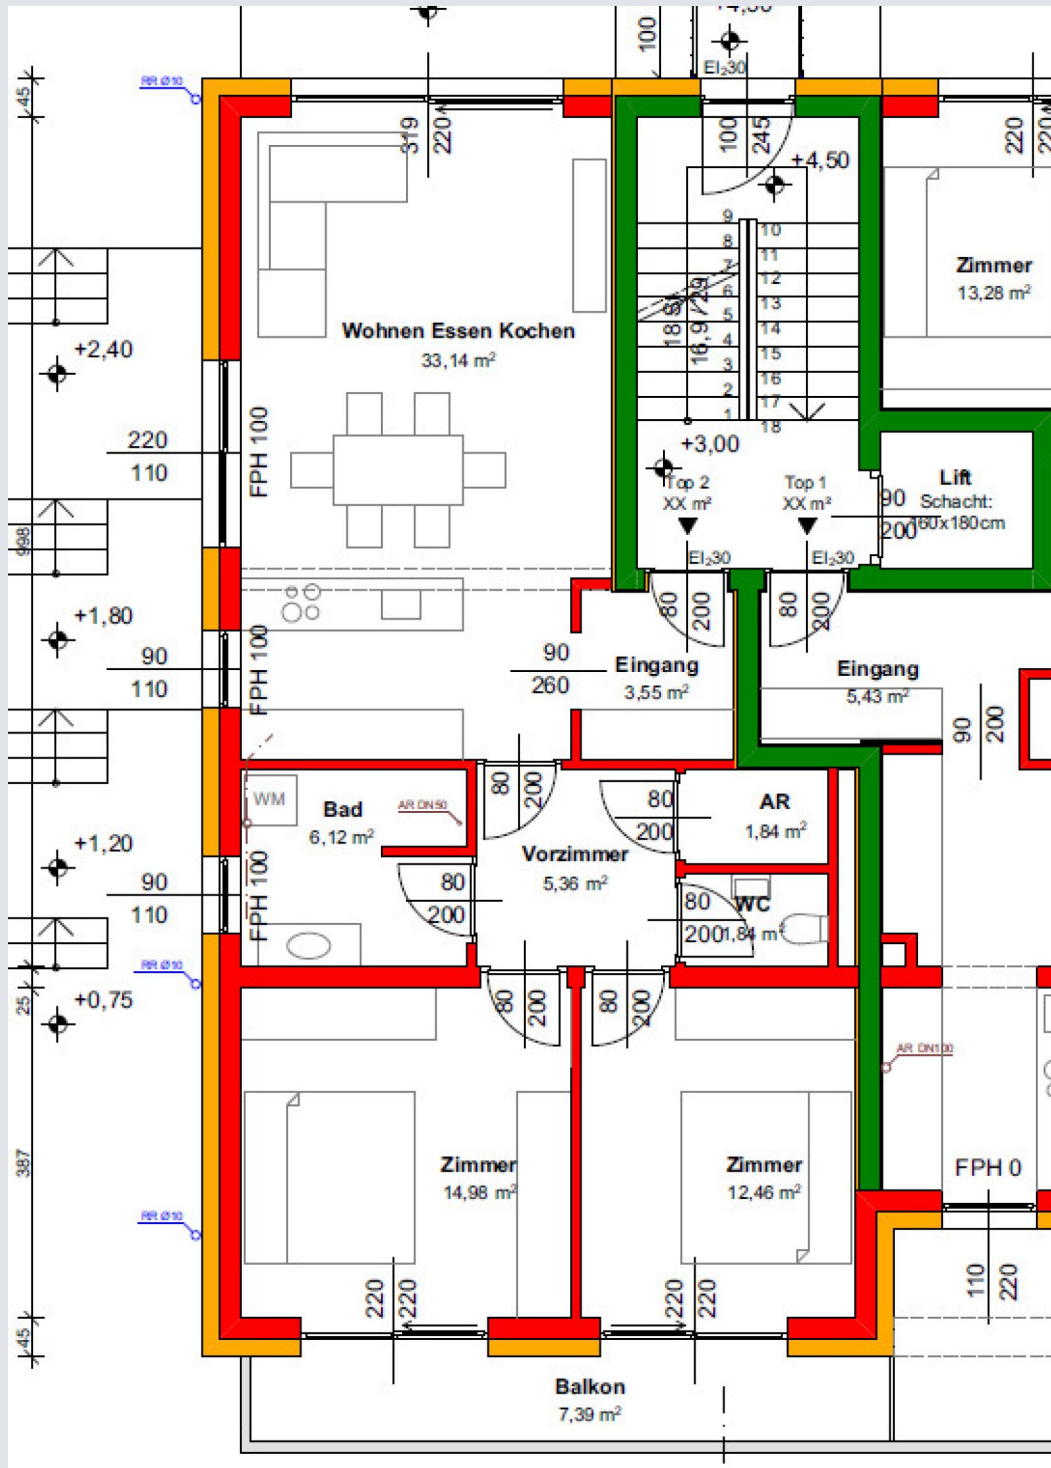 +4,50
100
EI₂30
RR Ø10
45
319
220
100
245
+4,50
220
220
9
10
8
11
7
12
6
13
5
14
4
15
3
16
2
17
1
18
18 St
16,9 / 29
Zimmer
13,28 m²
Wohnen Essen Kochen
33,14 m²
+2,40
220
110
FPH 100
+3,00
Top 2
XX m²
Top 1
XX m²
Lift
Schacht:
160x180cm
90
200
998
EI₂30
EI₂30
80
200
80
200
+1,80
90
110
FPH 100
90
260
Eingang
3,55 m²
Eingang
5,43 m²
90
200
WM
Bad
6,12 m²
AR DN50
80
200
80
200
AR
1,84 m²
Vorzimmer
5,36 m²
+1,20
90
110
FPH 100
80
200
80
200
WC
1,84 m²
RR Ø10
25
+0,75
80
200
80
200
AR DN100
387
Zimmer
14,98 m²
Zimmer
12,46 m²
FPH 0
RR Ø10
220
220
220
220
110
220
45
Balkon
7,39 m²